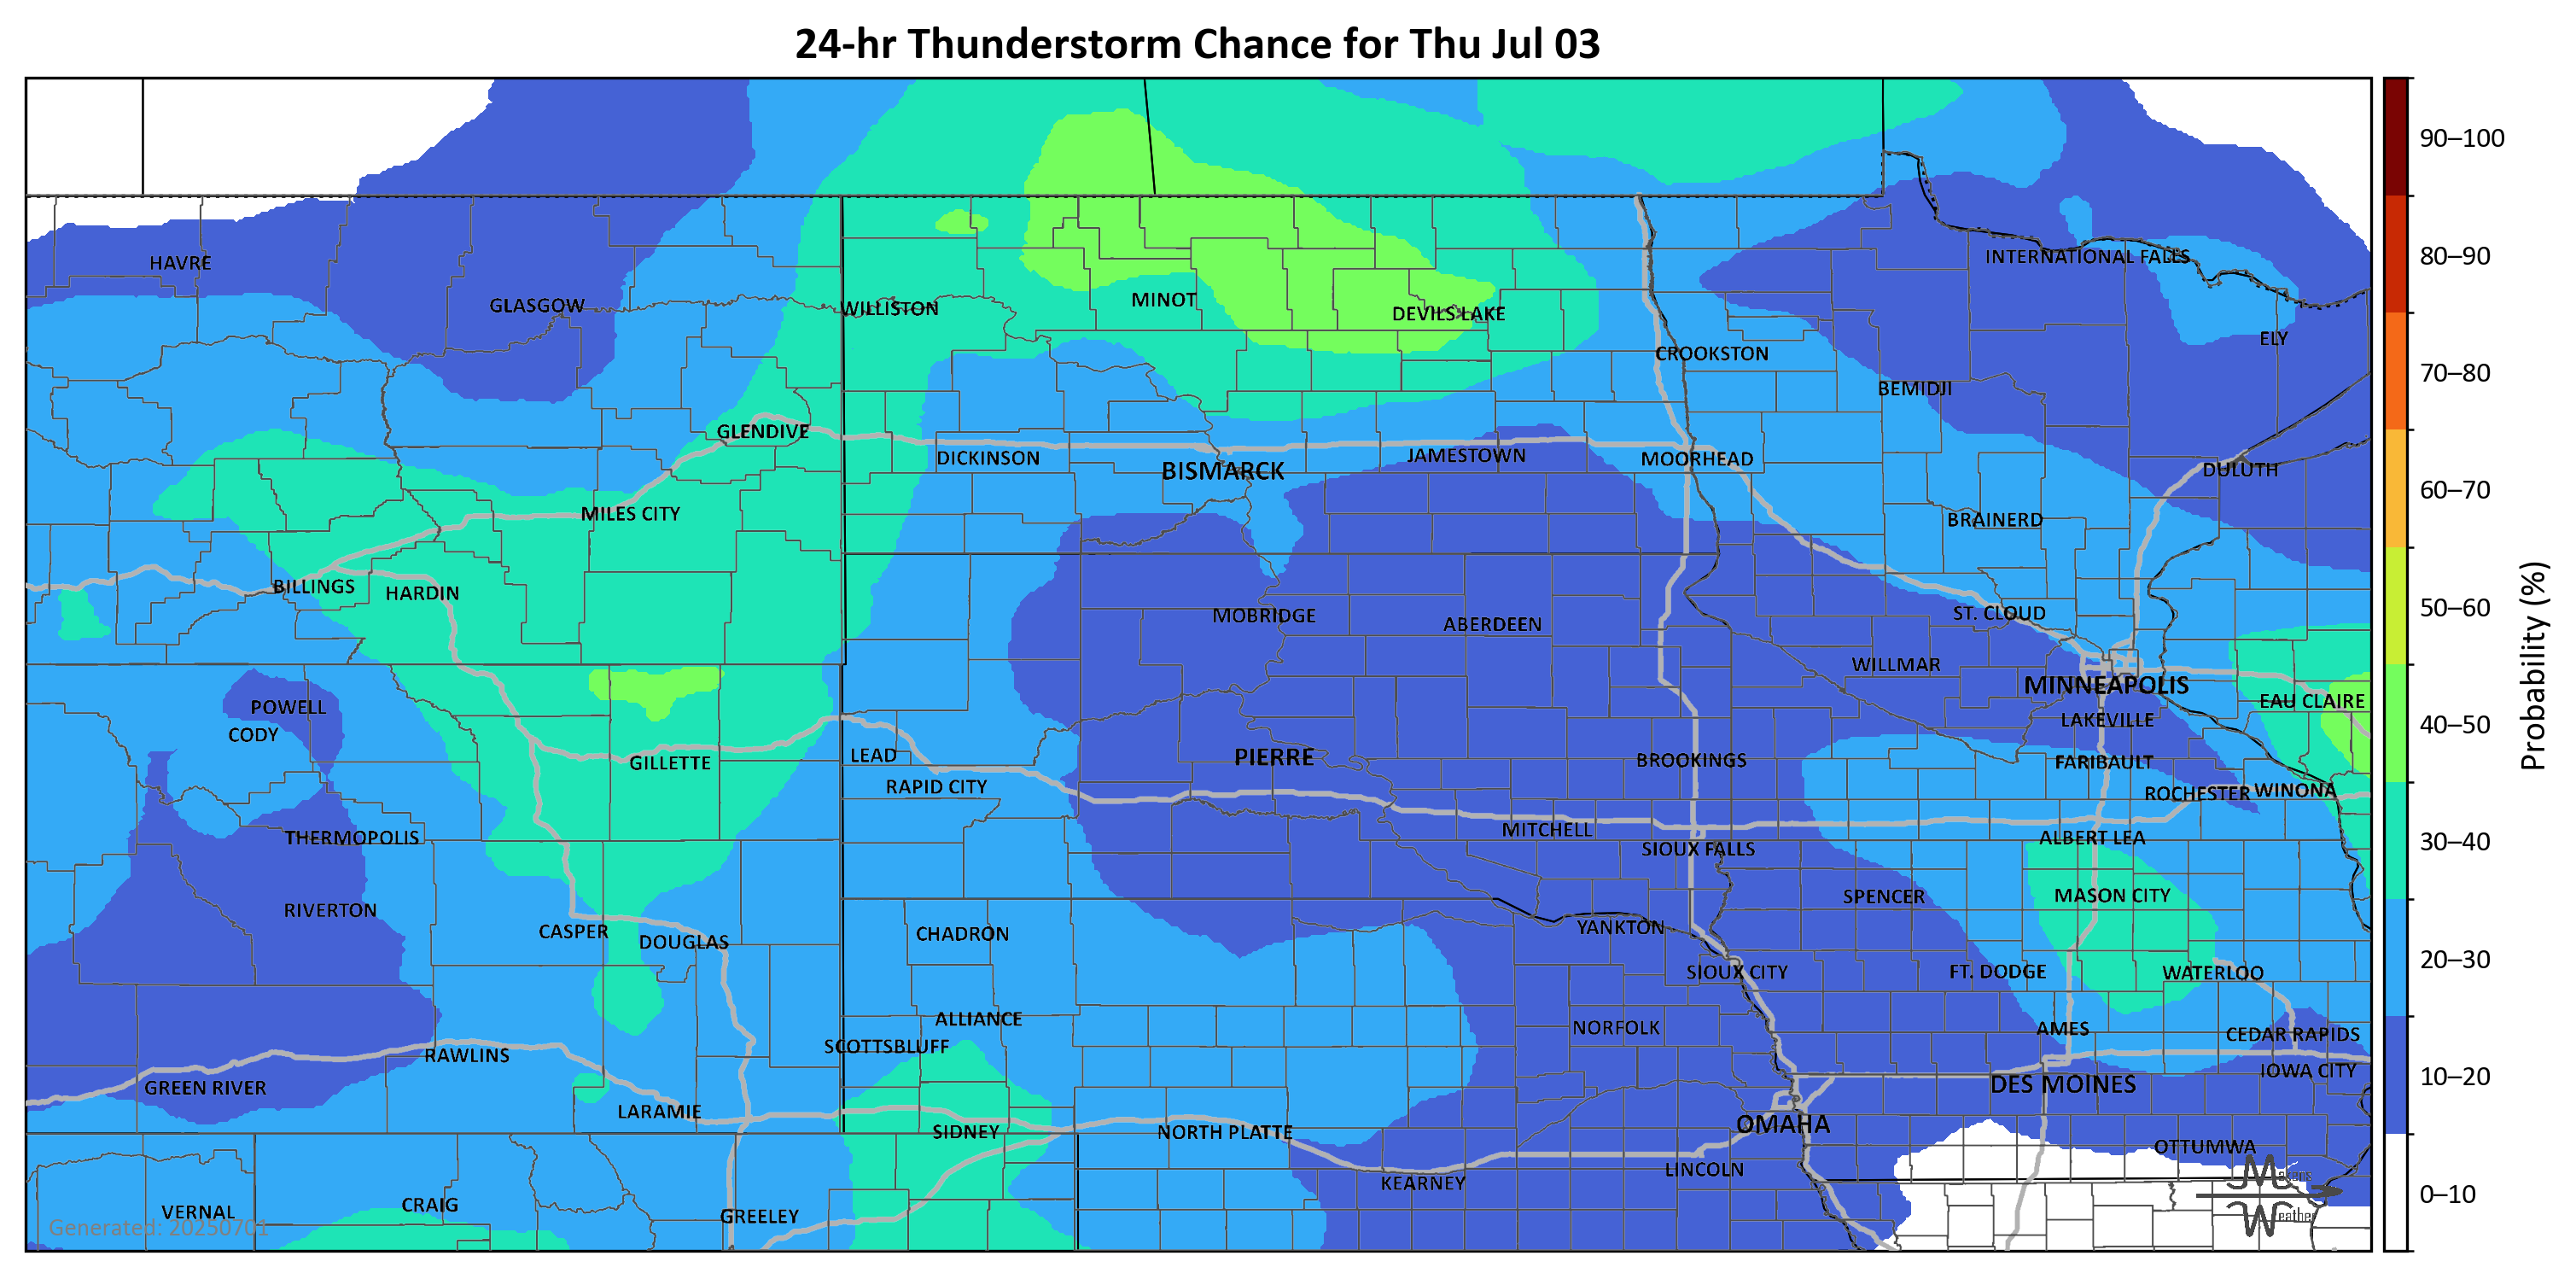 24-hr Thunderstorm Chance for Thu Jul 03
90–100
HAVRE
INTERNATIONAL FALLS
80–90
GLASGOW
WILLISTON
MINOT
DEVILS LAKE
ELY
CROOKSTON
70–80
BEMIDJI
GLENDIVE
DICKINSON
BISMARCK
JAMESTOWN
MOORHEAD
DULUTH
60–70
MILES CITY
BRAINERD
BILLINGS
HARDIN
50–60
MOBRIDGE
ABERDEEN
ST. CLOUD
Probability (%)
WILLMAR
MINNEAPOLIS
EAU CLAIRE
POWELL
LAKEVILLE
40–50
CODY
LEAD
PIERRE
BROOKINGS
GILLETTE
FARIBAULT
RAPID CITY
ROCHESTER
WINONA
THERMOPOLIS
MITCHELL
ALBERT LEA
30–40
SIOUX FALLS
RIVERTON
SPENCER
MASON CITY
CASPER
DOUGLAS
CHADRON
YANKTON
20–30
SIOUX CITY
FT. DODGE
WATERLOO
ALLIANCE
NORFOLK
AMES
CEDAR RAPIDS
SCOTTSBLUFF
RAWLINS
GREEN RIVER
DES MOINES
IOWA CITY
10–20
LARAMIE
SIDNEY
NORTH PLATTE
OMAHA
OTTUMWA
LINCOLN
KEARNEY
Makens
Weather
0–10
VERNAL
CRAIG
GREELEY
Generated: 20250701